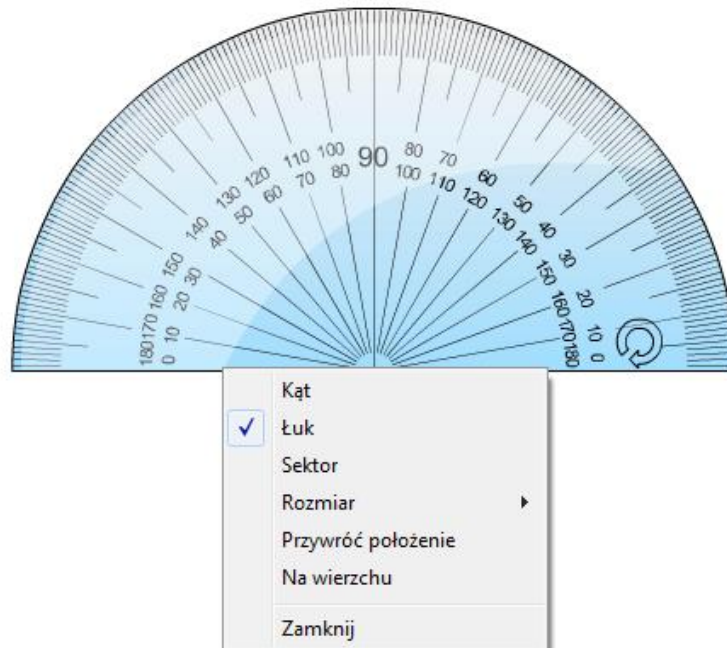 180 170 160 150 140 130 120 110 100 90 80 70 60 50 40 30 20 10 0
0 10 20 30 40 50 60 70 80 100 110 120 130 140 150 160 170 180
Kąt
Łuk
Sektor
Rozmiar
Przywróć położenie
Na wierzchu
Zamknij